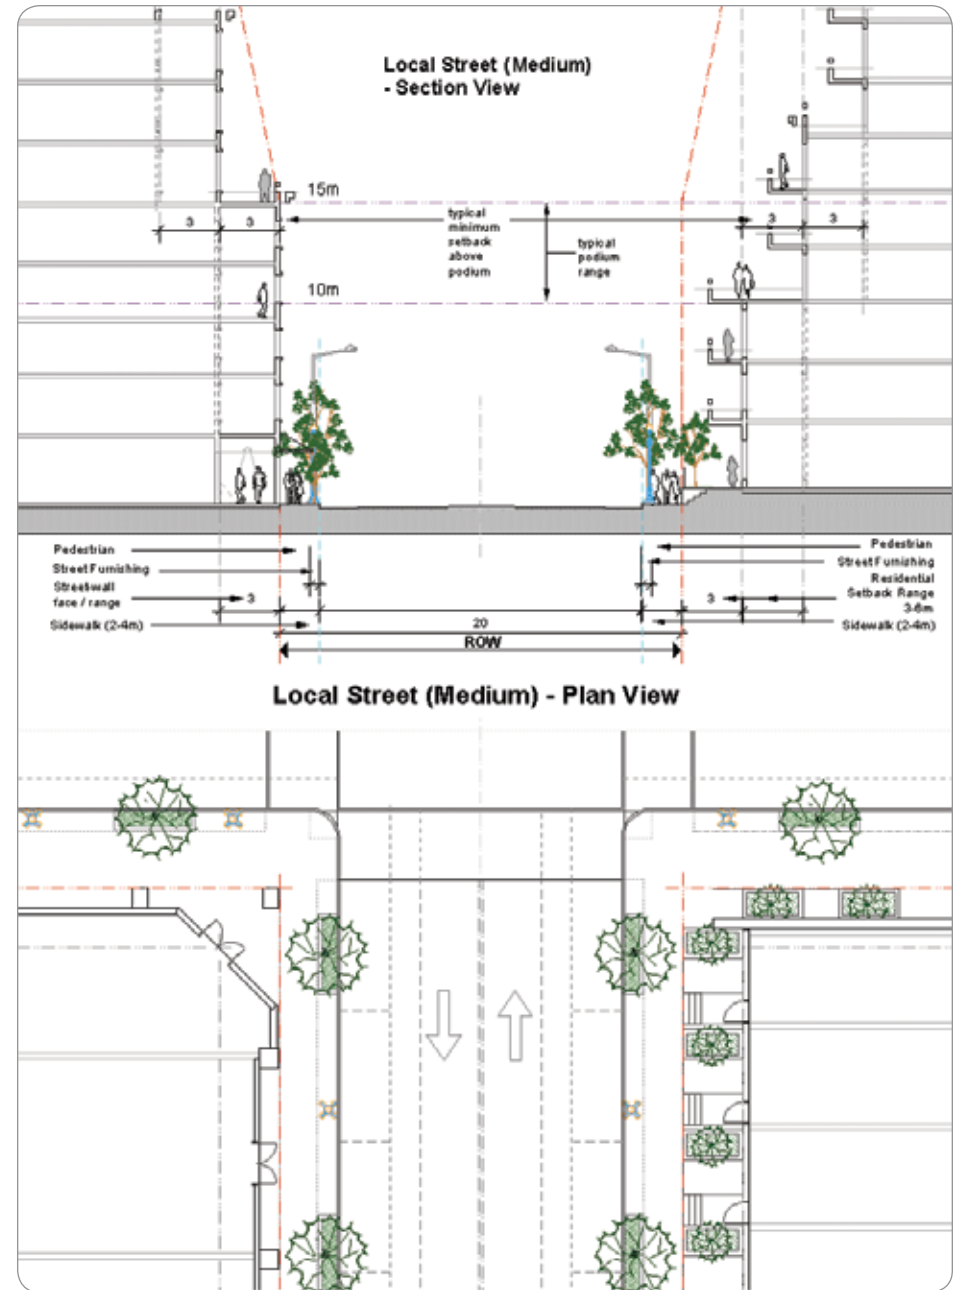 Local Street (Medium)
- Section View
15m
typical
minimum
setback
above
podium
3
3
3
3
typical
podium
range
10m
Pedestrian
Street Furnishing
Streetwall
face / range
3
Sidewalk (2-4m)
Pedestrian
Street Furnishing
Residential
Setback Range
3-6m
3
Sidewalk (2-4m)
20
ROW
Local Street (Medium) - Plan View